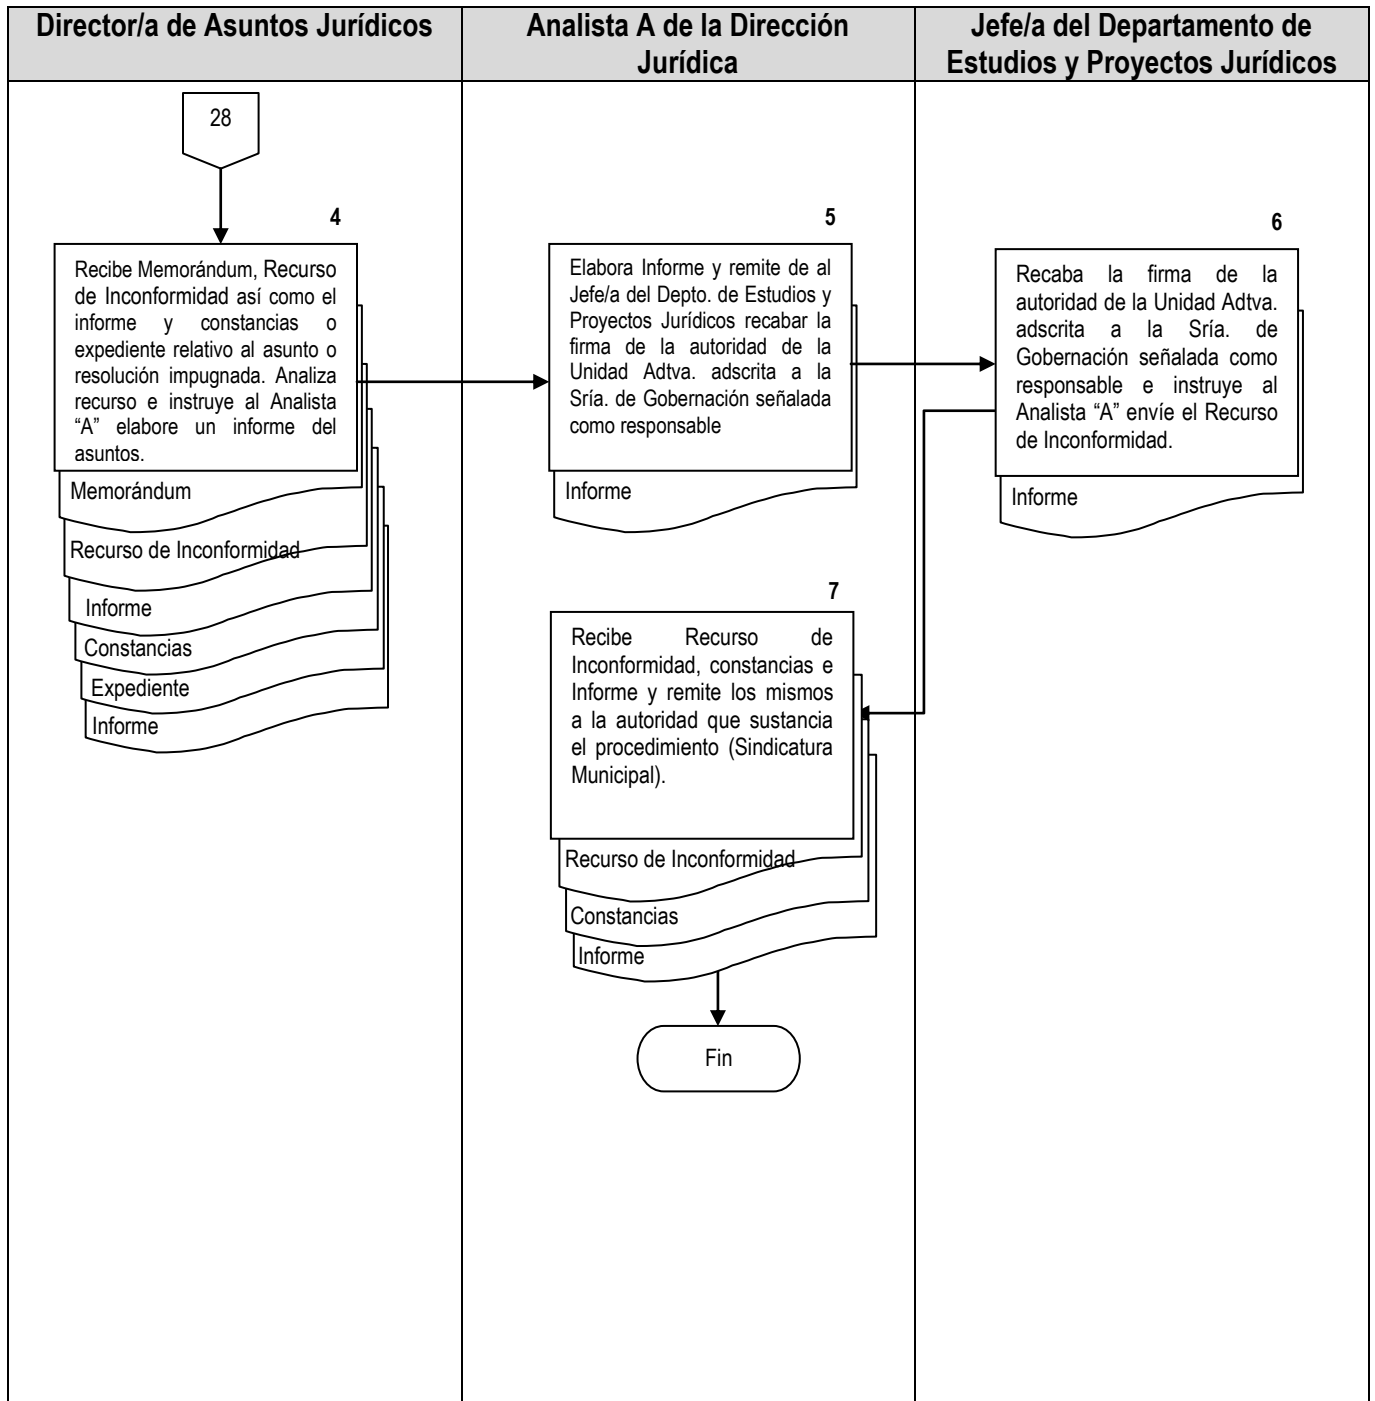 Director/a de Asuntos Jurídicos
Analista A de la Dirección
Jurídica
Jefe/a del Departamento de
Estudios y Proyectos Jurídicos
28
4
Recibe Memorándum, Recurso
de Inconformidad así como el
informe y constancias o
expediente relativo al asunto o
resolución impugnada. Analiza
recurso e instruye al Analista
“A” elabore un informe del
asuntos.
Memorándum
Recurso de Inconformidad
Informe
Constancias
Expediente
Informe
5
Elabora Informe y remite de al
Jefe/a del Depto. de Estudios y
Proyectos Jurídicos recabar la
firma de la autoridad de la
Unidad Adtva. adscrita a la
Sría. de Gobernación señalada
como responsable
Informe
6
Recaba la firma de la
autoridad de la Unidad Adtva.
adscrita a la Sría. de
Gobernación señalada como
responsable e instruye al
Analista “A” envíe el Recurso
de Inconformidad.
Informe
7
Recibe Recurso de
Inconformidad, constancias e
Informe y remite los mismos
a la autoridad que sustancia
el procedimiento (Sindicatura
Municipal).
Recurso de Inconformidad
Constancias
Informe
Fin